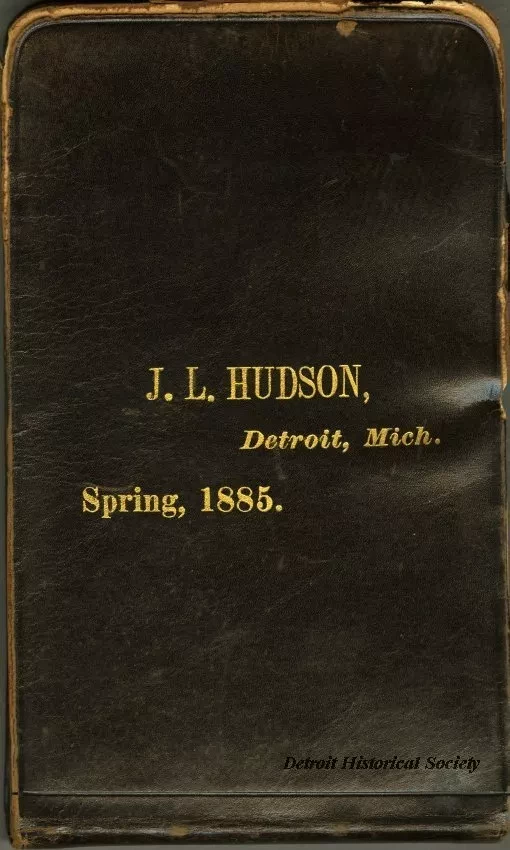 J. L. HUDSON,
Detroit, Mich.
Spring, 1885.
Detroit Historical Society